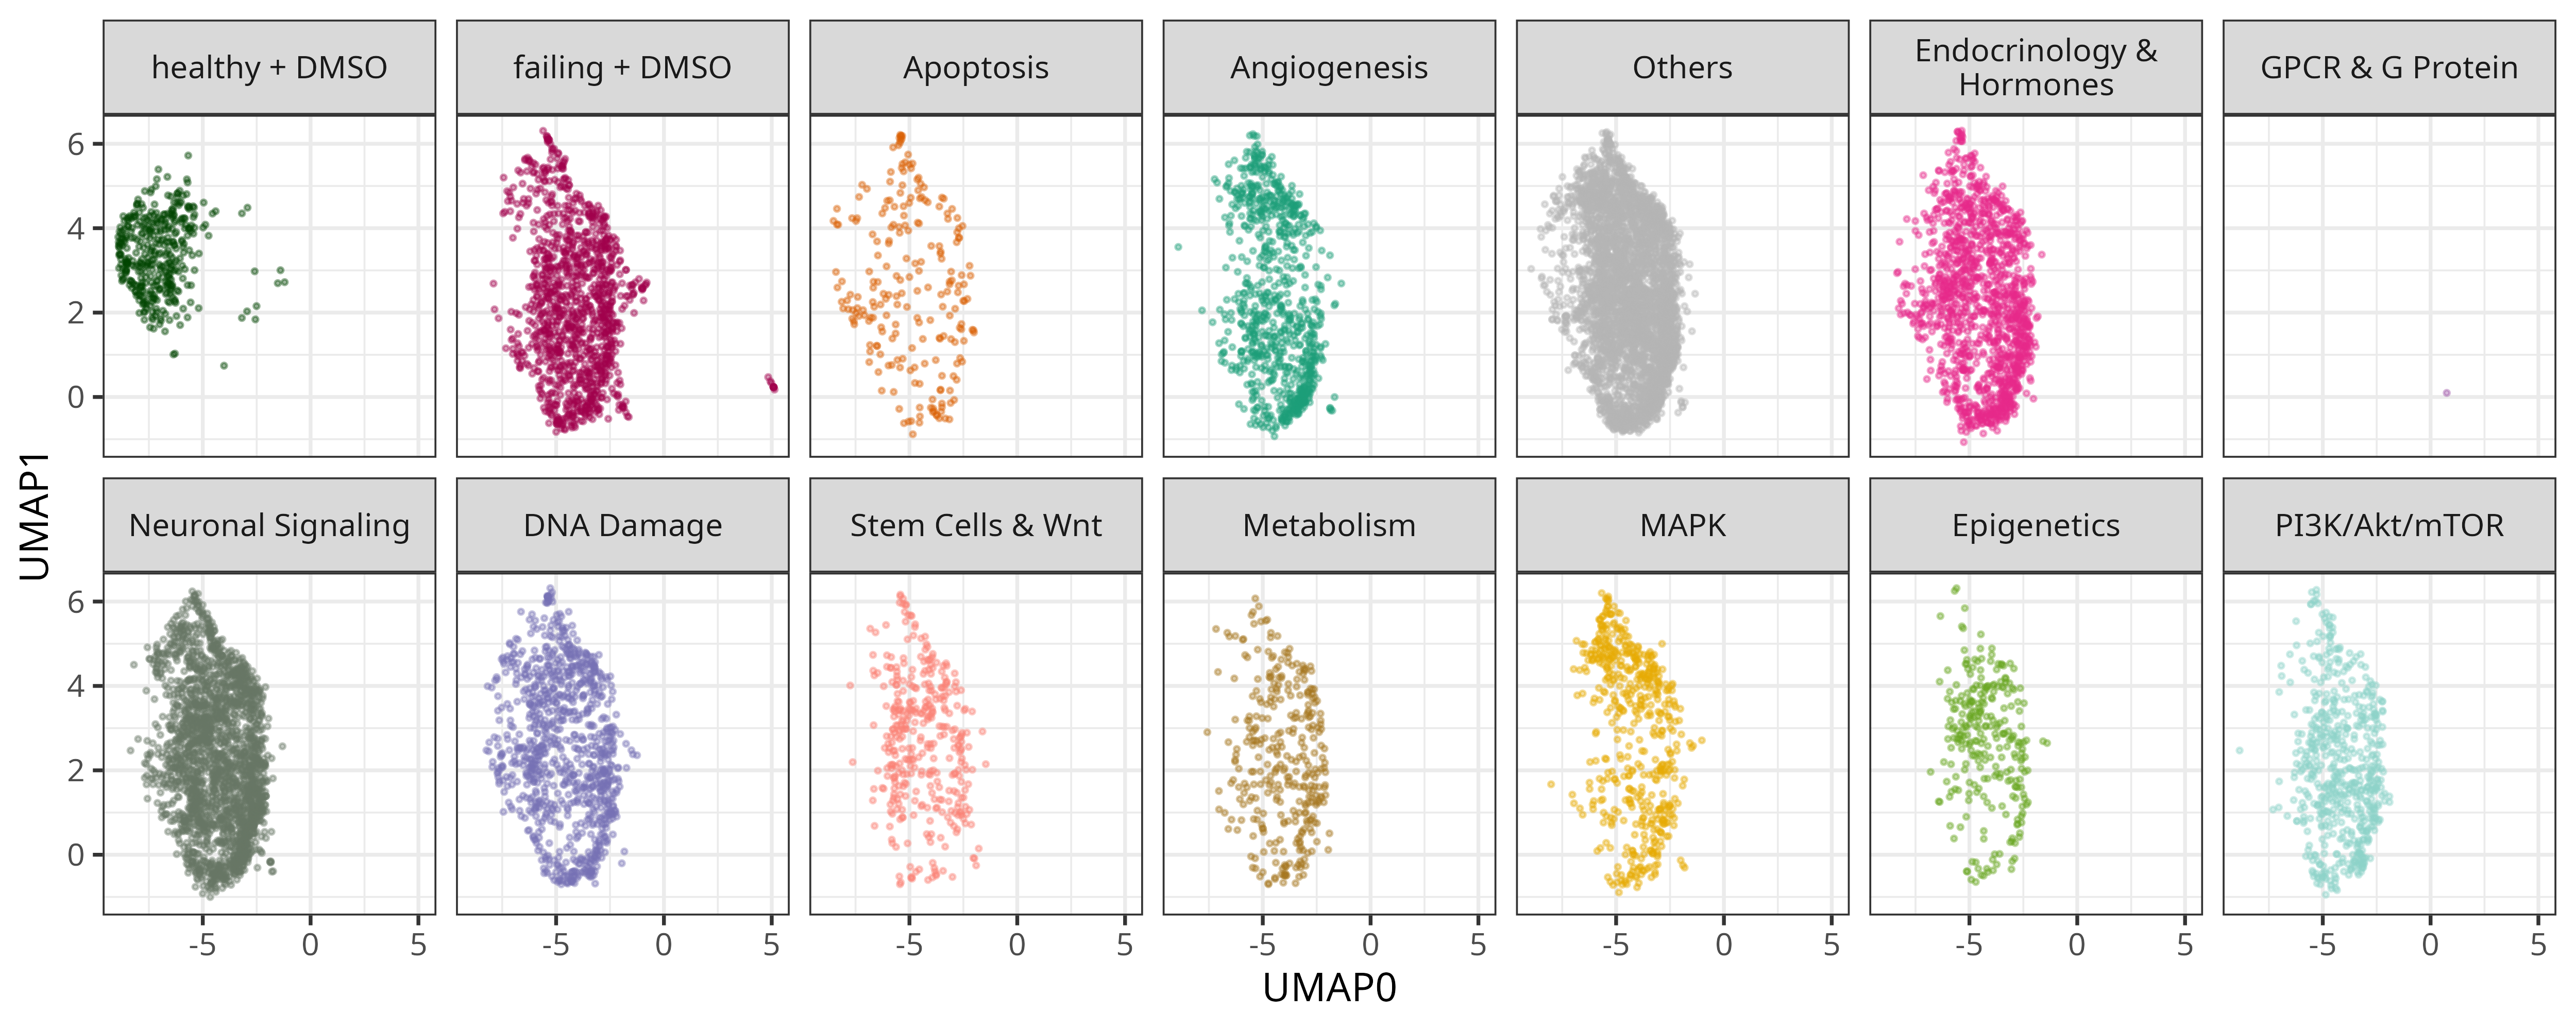 healthy + DMSO
failing + DMSO
Apoptosis
Angiogenesis
Others
Endocrinology &
Hormones
GPCR & G Protein
6
4
2
0
UMAP1
Neuronal Signaling
DNA Damage
Stem Cells & Wnt
Metabolism
MAPK
Epigenetics
PI3K/Akt/mTOR
6
4
2
0
-5 0 5
-5 0 5
-5 0 5
-5 0 5
-5 0 5
-5 0 5
-5 0 5
UMAP0